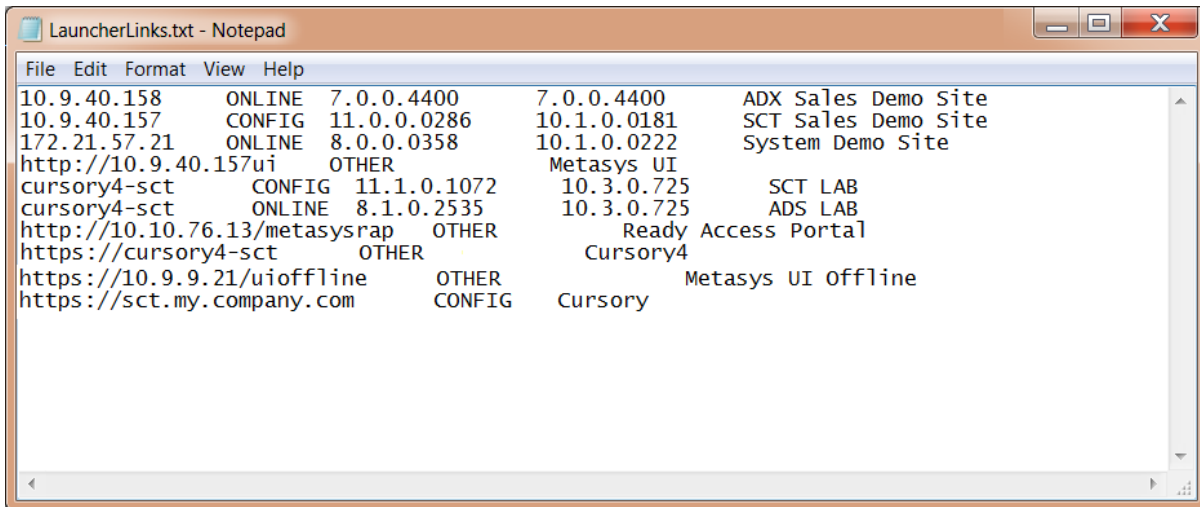 LauncherLinks.txt - Notepad
File Edit Format View Help
10.9.40.158 ONLINE 7.0.0.4400 7.0.0.4400 ADX Sales Demo Site
10.9.40.157 CONFIG 11.0.0.0286 10.1.0.0181 SCT Sales Demo Site
172.21.57.21 ONLINE 8.0.0.0358 10.1.0.0222 System Demo Site
http://10.9.40.157ui OTHER Metasys UI
cursory4-sct CONFIG 11.1.0.1072 10.3.0.725 SCT LAB
cursory4-sct ONLINE 8.1.0.2535 10.3.0.725 ADS LAB
http://10.10.76.13/metasysrap OTHER Ready Access Portal
https://cursory4-sct OTHER Cursory4
https://10.9.9.21/uioffline OTHER Metasys UI Offline
https://sct.my.company.com CONFIG Cursory